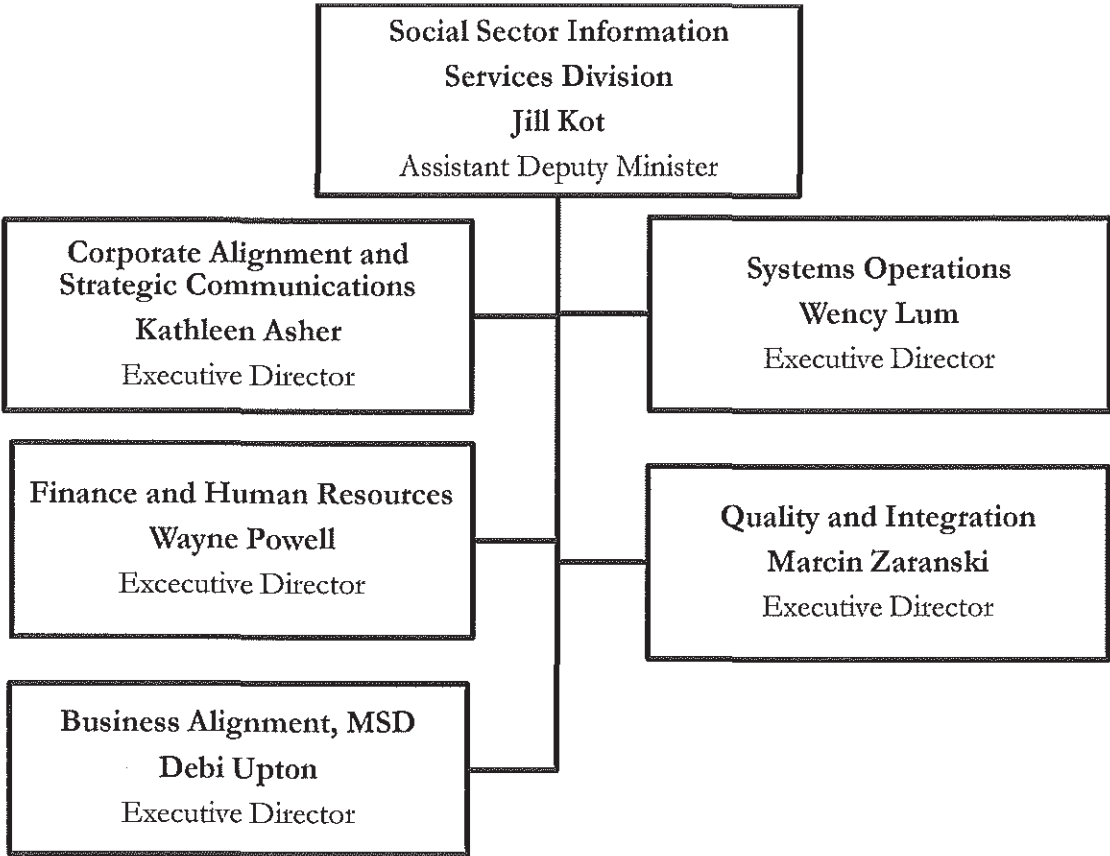 Social Sector Information
Services Division
Jill Kot
Assistant Deputy Minister
Corporate Alignment and
Strategic Communications
Kathleen Asher
Executive Director
Systems Operations
Wency Lum
Executive Director
Finance and Human Resources
Wayne Powell
Excecutive Director
Quality and Integration
Marcin Zaranski
Executive Director
Business Alignment, MSD
Debi Upton
Executive Director